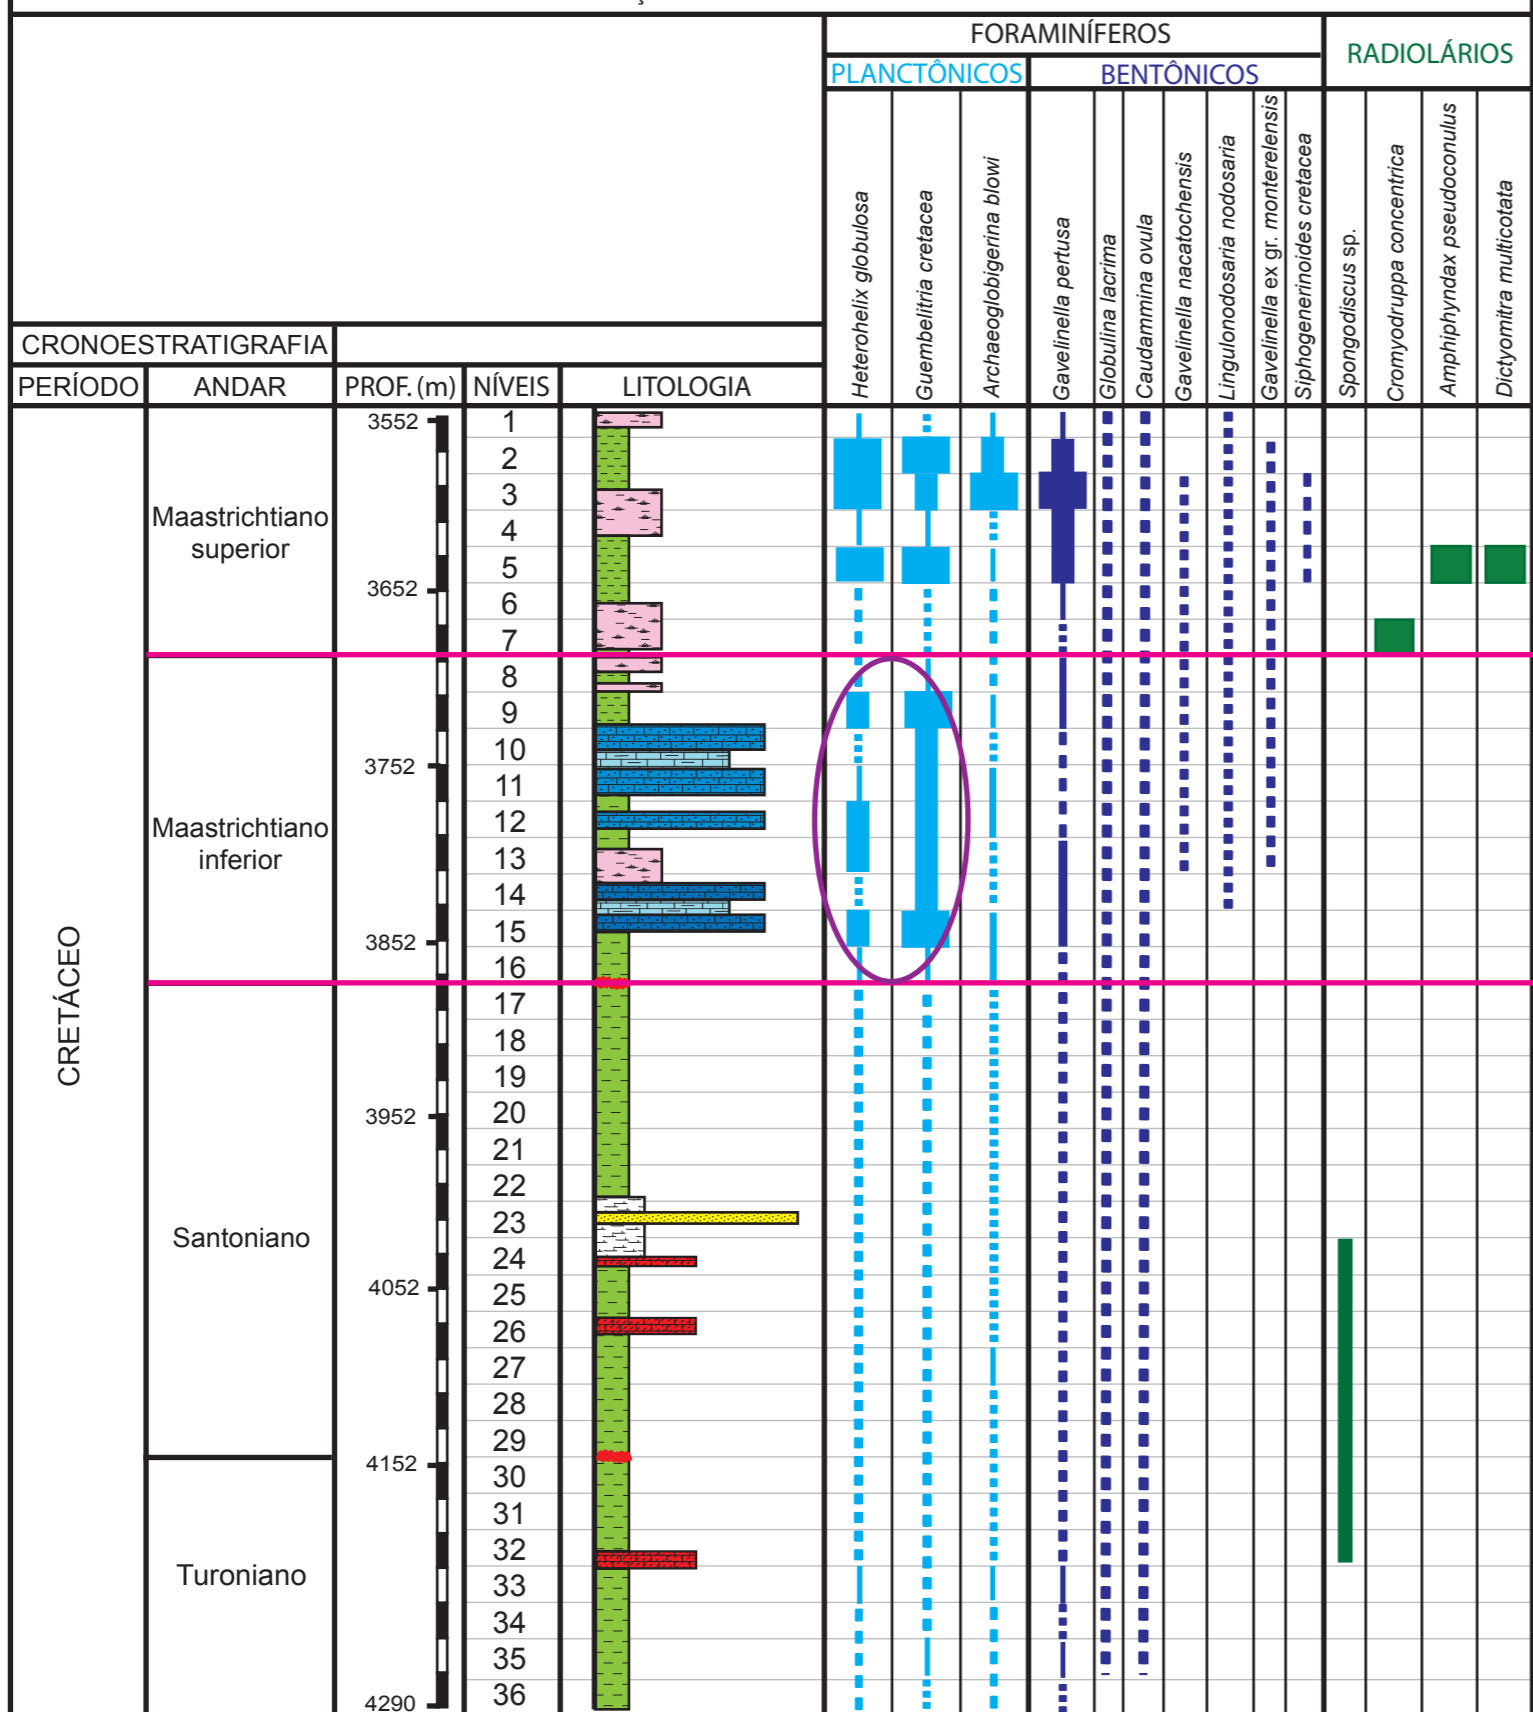 FORAMINÍFEROS
RADIOLÁRIOS
PLANCTÔNICOS
BENTÔNICOS
Heterohelix globulosa
Guembelitria cretacea
Archaeoglobigerina blowi
Gavelinella pertusa
Globulina lacrima
Caudammina ovula
Gavelinella nacatochensis
Lingulonodosaria nodosaria
Gavelinella ex gr. monterelensis
Siphogenerinoides cretacea
Spongodiscus sp.
Cromyodruppa concentrica
Amphiphyndax pseudoconulus
Dictyomitra multicotata
CRONOESTRATIGRAFIA
PERÍODO ANDAR PROF. (m) NÍVEIS LITOLOGIA
CRETÁCEO
Maastrichtiano
superior
Maastrichtiano
inferior
Santoniano
Turoniano
3552
3652
3752
3852
3952
4052
4152
4290
1
2
3
4
5
6
7
8
9
10
11
12
13
14
15
16
17
18
19
20
21
22
23
24
25
26
27
28
29
30
31
32
33
34
35
36